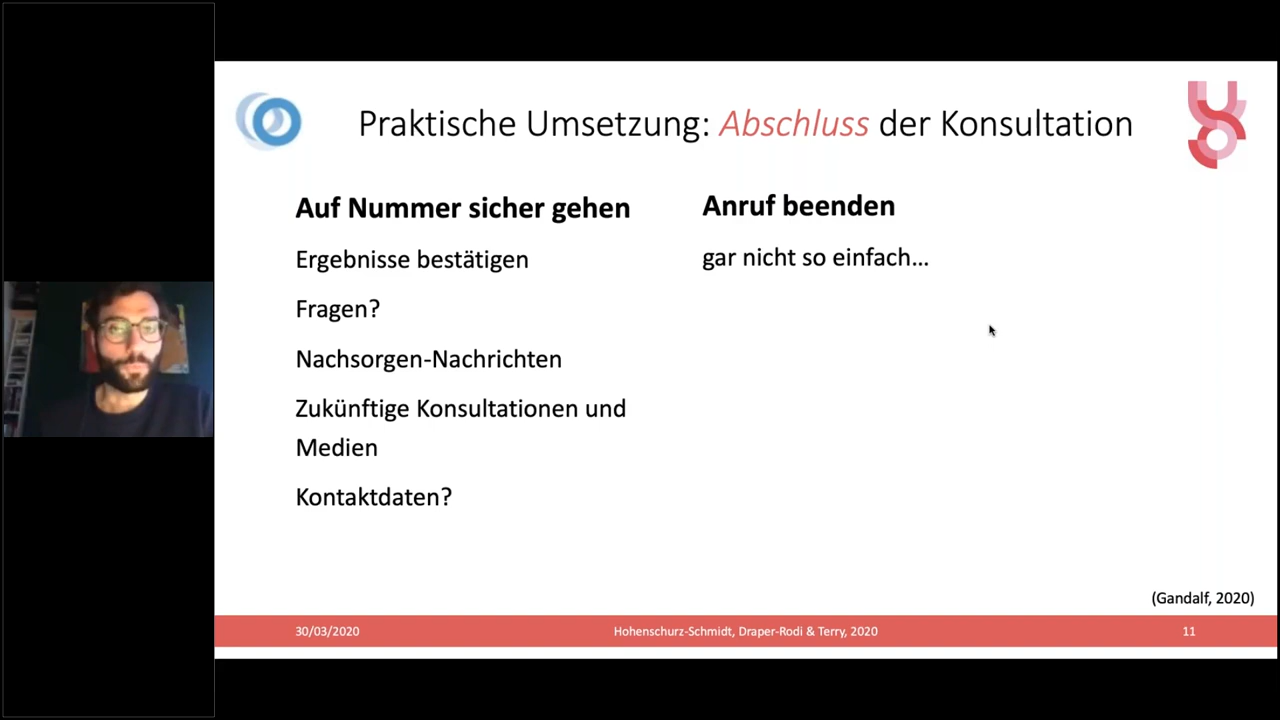 Praktische Umsetzung: Abschluss der Konsultation
Auf Nummer sicher gehen
Ergebnisse bestätigen
Fragen?
Nachsorgen-Nachrichten
Zukünftige Konsultationen und
Medien
Kontaktdaten?
Anruf beenden
gar nicht so einfach...
(Gandalf, 2020)
30/03/2020
Hohenschurz-Schmidt, Draper-Rodi & Terry, 2020
11